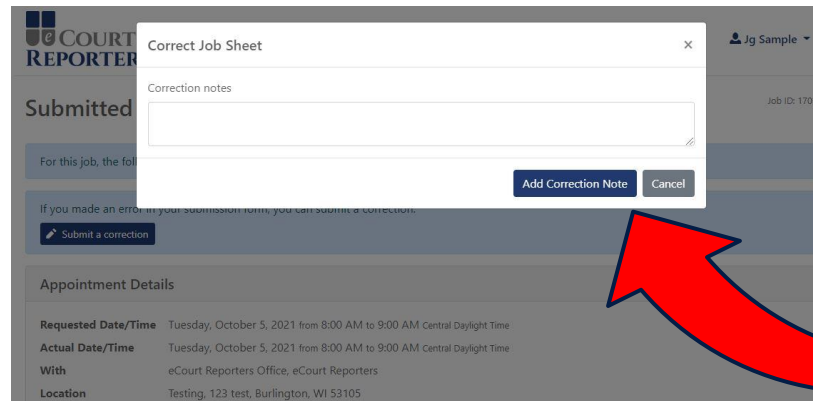 eCOURT
REPORTER
Correct Job Sheet
×
Jg Sample
Correction notes
Submitted
Job ID: 170
For this job, the foll
Add Correction Note
Cancel
If you made an error in your submission form, you can submit a correction.
Submit a correction
Appointment Details
Requested Date/Time Tuesday, October 5, 2021 from 8:00 AM to 9:00 AM Central Daylight Time
Actual Date/Time Tuesday, October 5, 2021 from 8:00 AM to 9:00 AM Central Daylight Time
With eCourt Reporters Office, eCourt Reporters
Location Testing, 123 test, Burlington, WI 53105